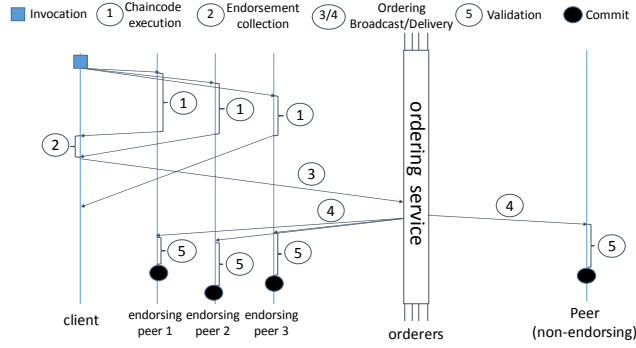 Invocation
1
Chaincode
execution
2
Endorsement
collection
3/4
Ordering
Broadcast/Delivery
5
Validation
Commit
1
1
1
2
3
4
4
5
5
5
5
ordering service
client
endorsing
peer 1
endorsing
peer 2
endorsing
peer 3
orderers
Peer
(non-endorsing)